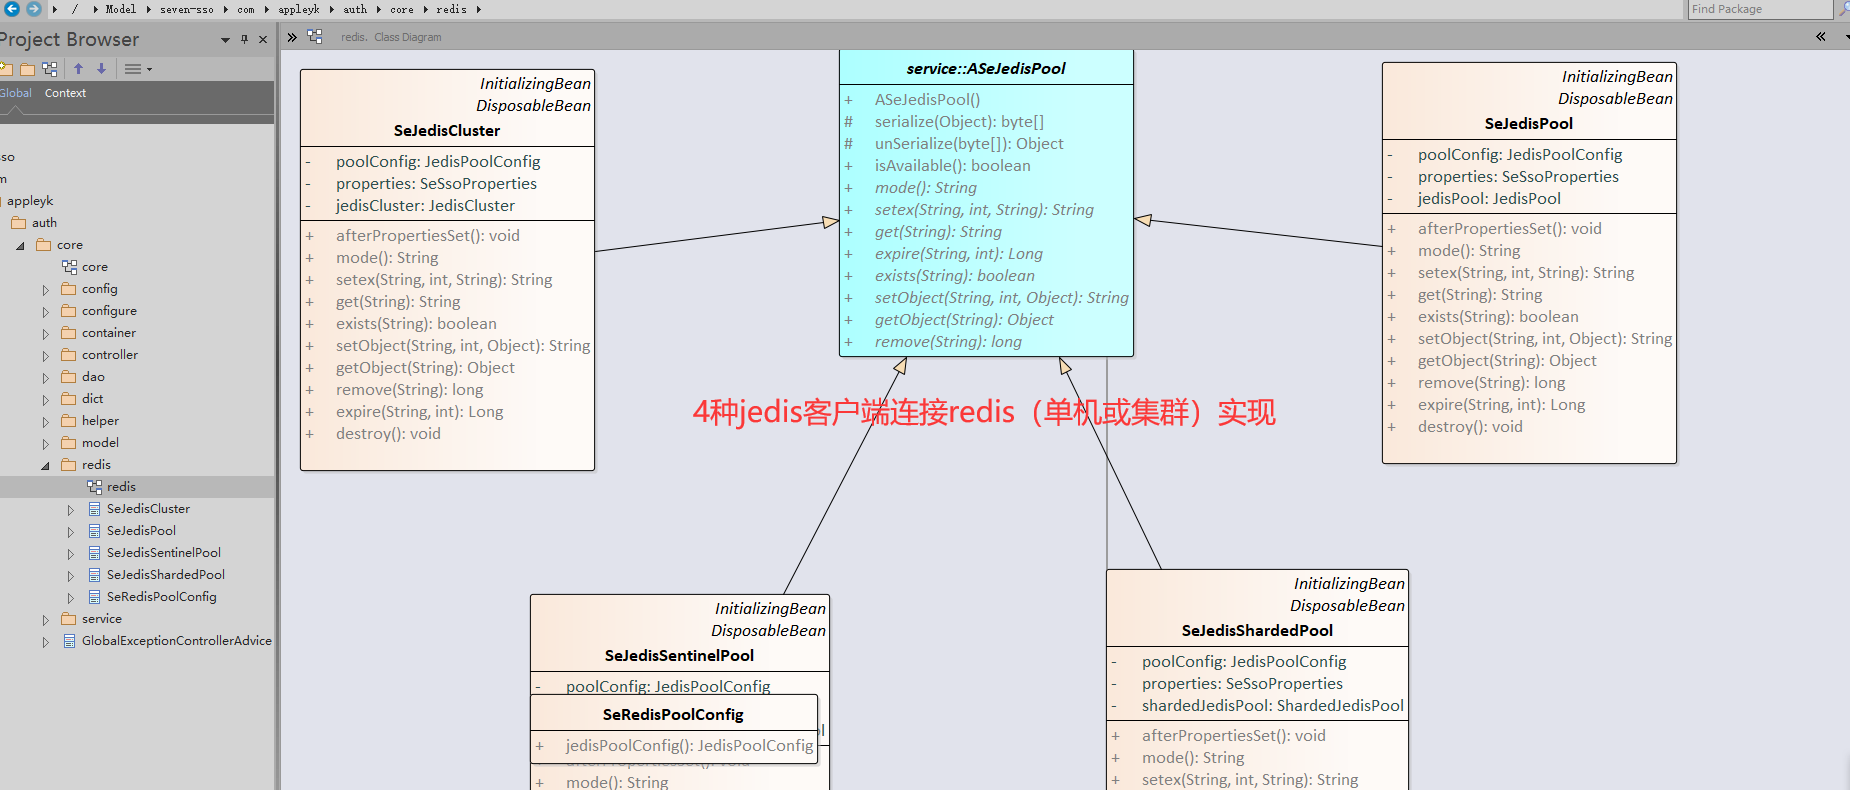 / Model seven-sso com appleyk auth core redis
Find Package
Project Browser
redis. Class Diagram
Global Context
so
m
appleyk
auth
core
core
config
configure
container
controller
dao
dict
helper
model
redis
redis
SeJedisCluster
SeJedisPool
SeJedisSentinelPool
SeJedisShardedPool
SeRedisPoolConfig
service
GlobalExceptionControllerAdvice
InitializingBean
DisposableBean
SeJedisCluster
- poolConfig: JedisPoolConfig
- properties: SeSsoProperties
- jedisCluster: JedisCluster
+ afterPropertiesSet(): void
+ mode(): String
+ setex(String, int, String): String
+ get(String): String
+ exists(String): boolean
+ setObject(String, int, Object): String
+ getObject(String): Object
+ remove(String): long
+ expire(String, int): Long
+ destroy(): void
service::ASeJedisPool
+ ASeJedisPool()
# serialize(Object): byte[]
# unSerialize(byte[]): Object
+ isAvailable(): boolean
+ mode(): String
+ setex(String, int, String): String
+ get(String): String
+ expire(String, int): Long
+ exists(String): boolean
+ setObject(String, int, Object): String
+ getObject(String): Object
+ remove(String): long
InitializingBean
DisposableBean
SeJedisPool
- poolConfig: JedisPoolConfig
- properties: SeSsoProperties
- jedisPool: JedisPool
+ afterPropertiesSet(): void
+ mode(): String
+ setex(String, int, String): String
+ get(String): String
+ exists(String): boolean
+ setObject(String, int, Object): String
+ getObject(String): Object
+ remove(String): long
+ expire(String, int): Long
+ destroy(): void
4种jedis客户端连接redis（单机或集群）实现
InitializingBean
DisposableBean
SeJedisSentinelPool
- poolConfig: JedisPoolConfig
SeRedisPoolConfig
+ jedisPoolConfig(): JedisPoolConfig
+ mode(): String
InitializingBean
DisposableBean
SeJedisShardedPool
- poolConfig: JedisPoolConfig
- properties: SeSsoProperties
- shardedJedisPool: ShardedJedisPool
+ afterPropertiesSet(): void
+ mode(): String
+ setex(String, int, String): String